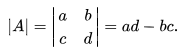 |A| = |a b|
|c d| = ad − bc.